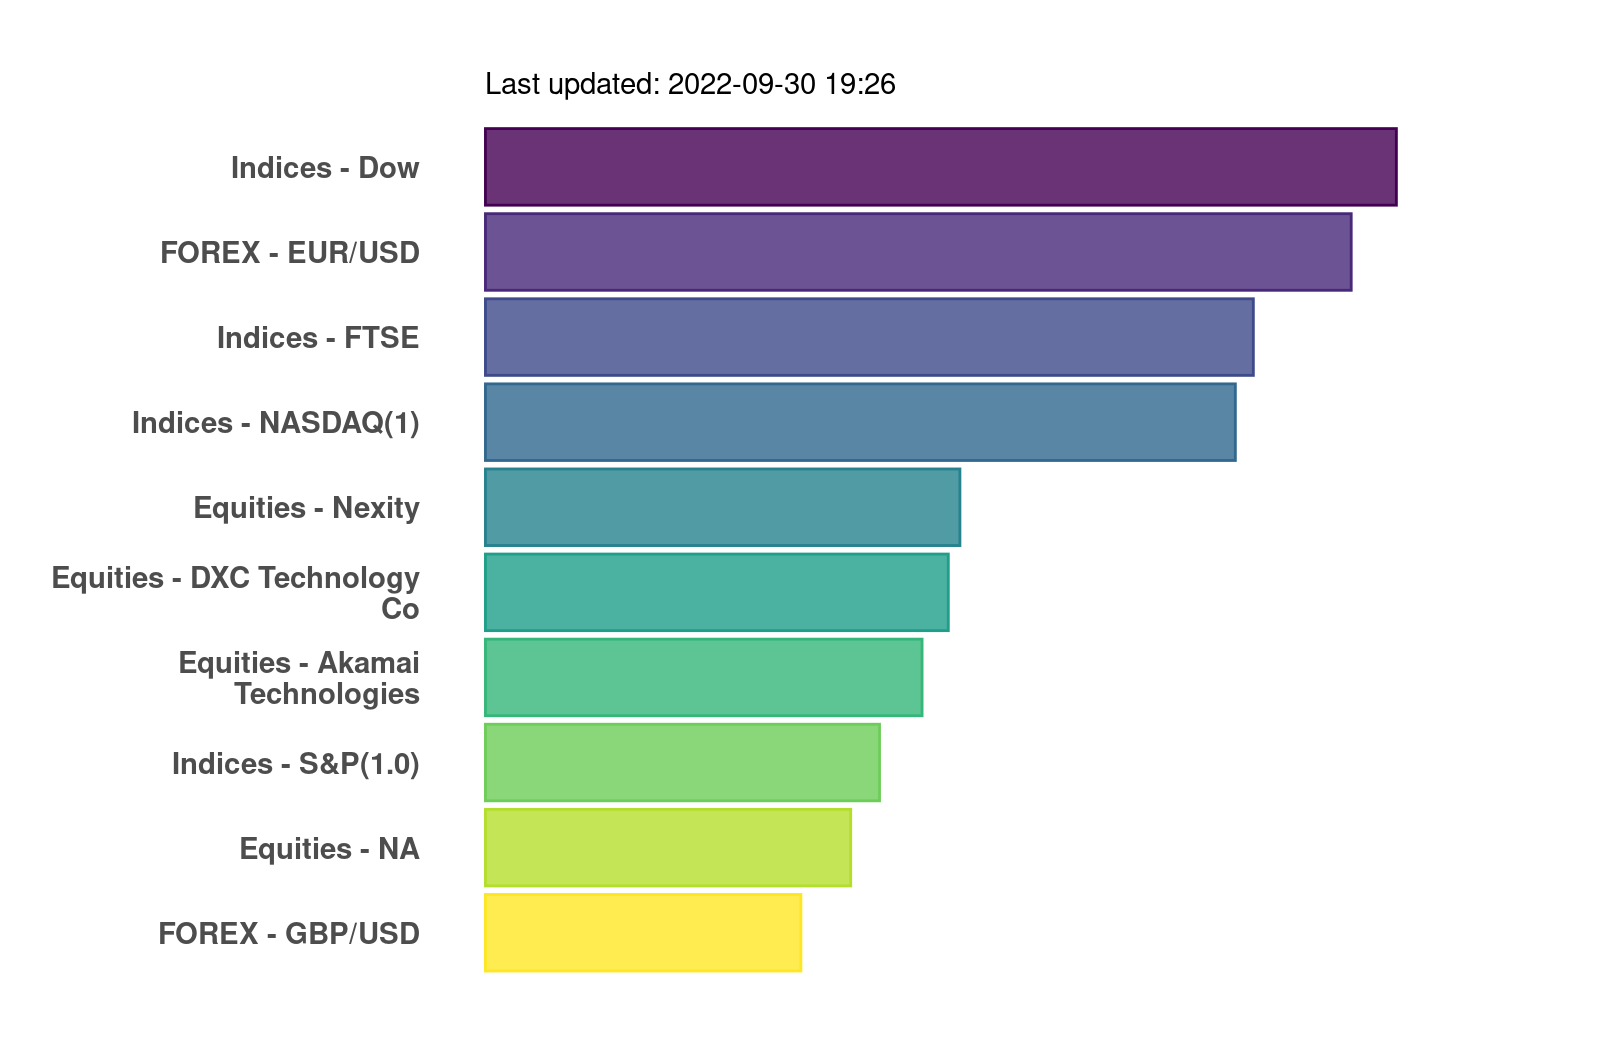 Last updated: 2022-09-30 19:26
Indices - Dow
FOREX - EUR/USD
Indices - FTSE
Indices - NASDAQ(1)
Equities - Nexity
Equities - DXC Technology
Co
Equities - Akamai
Technologies
Indices - S&P(1.0)
Equities - NA
FOREX - GBP/USD